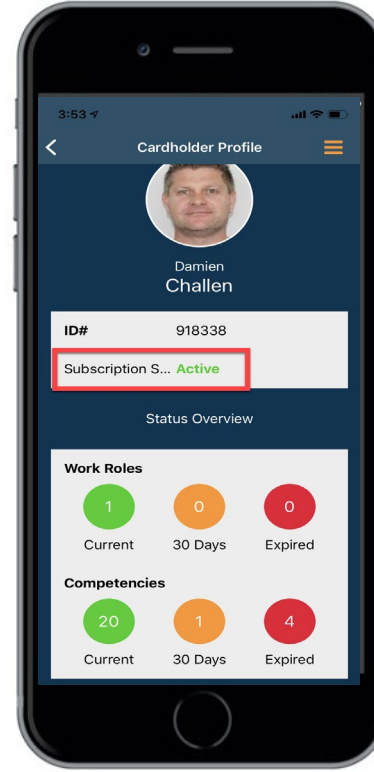 3:53
Cardholder Profile
Damien
Challen
ID# 918338
Subscription S... Active
Status Overview
Work Roles
1 0 0
Current 30 Days Expired
Competencies
20 1 4
Current 30 Days Expired